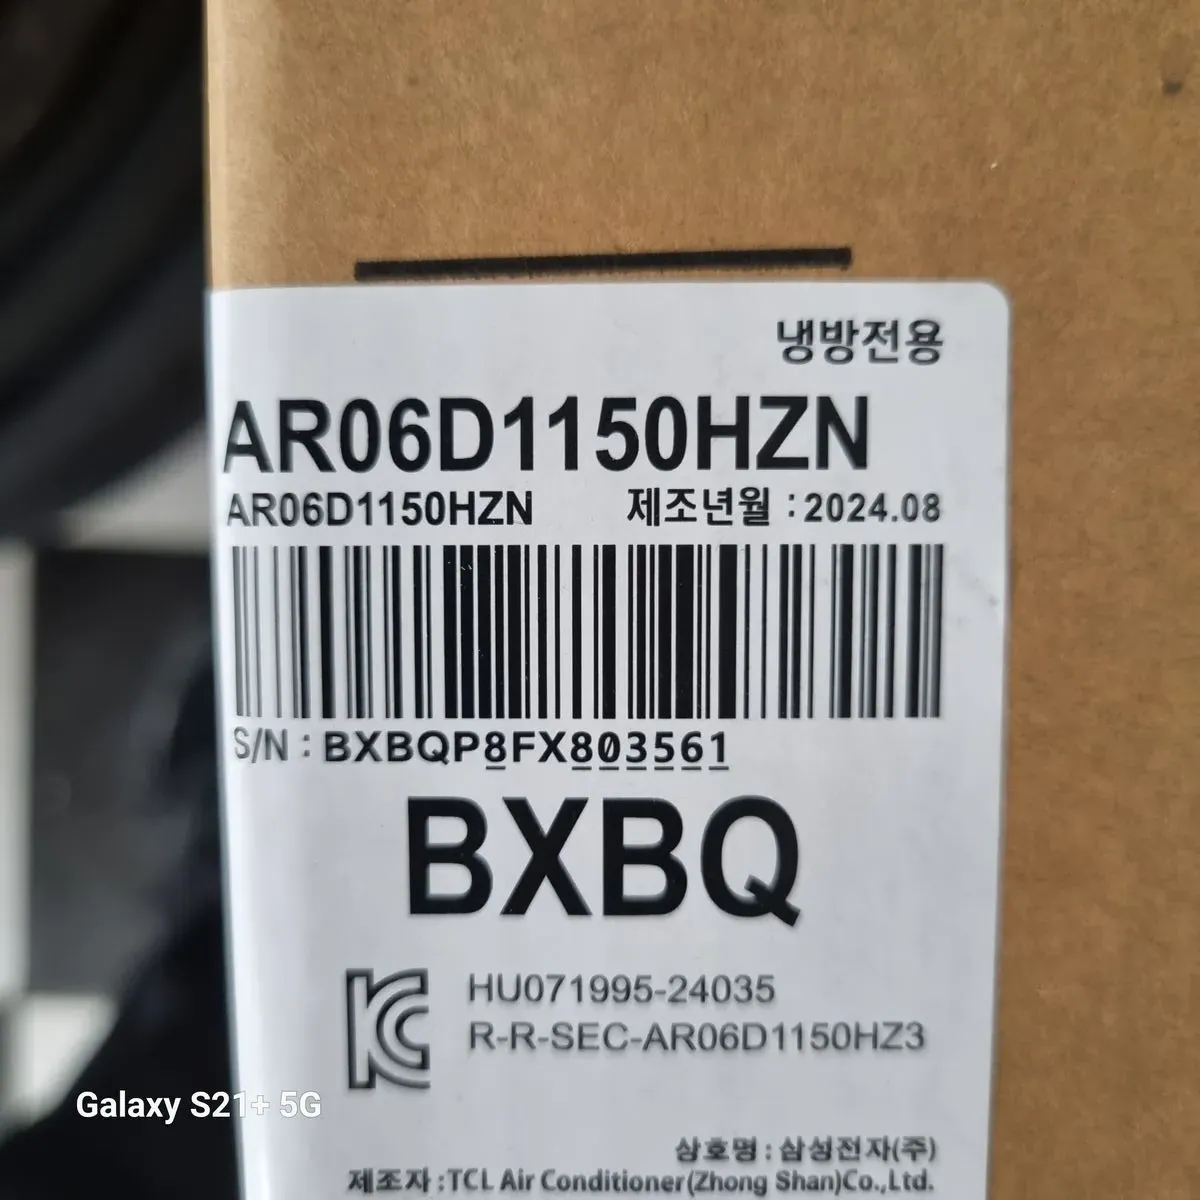 냉방전용
AR06D1150HZN
AR06D1150HZN 제조년월 : 2024.08
S/N : BXBQP8FX803561
BXBQ
HU071995-24035
R-R-SEC-AR06D1150HZ3
Galaxy S21+ 5G
상호명 : 삼성전자(주)
제조자 : TCL Air Conditioner(Zhong Shan)Co.,Ltd.